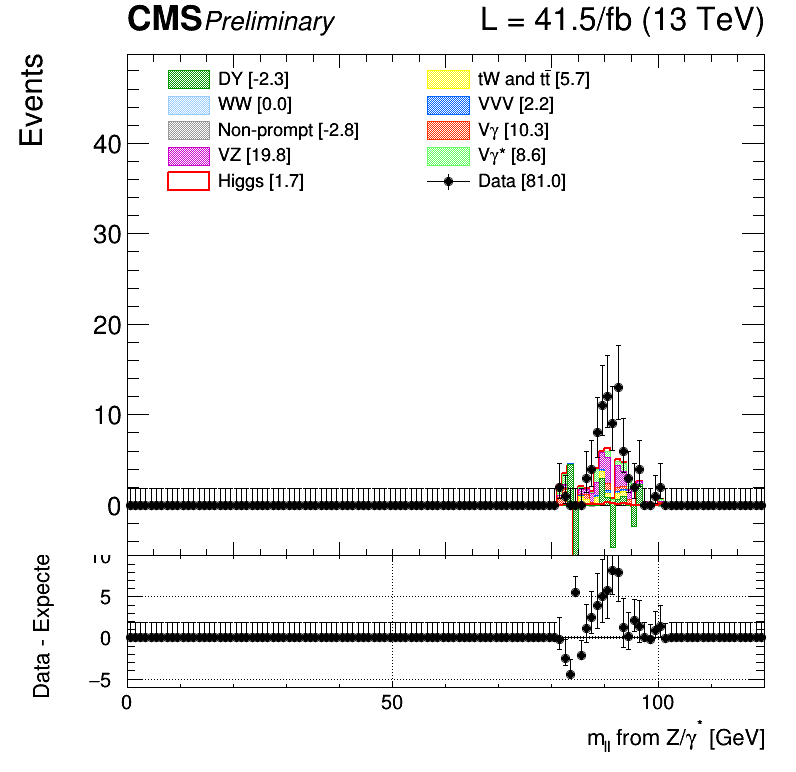 CMS Preliminary L = 41.5/fb (13 TeV)
Events
DY [-2.3] tW and tt̄ [5.7]
WW [0.0] VVV [2.2]
Non-prompt [-2.8] Vγ [10.3]
VZ [19.8] Vγ* [8.6]
Higgs [1.7] Data [81.0]
40
30
20
10
0
Data - Expecte
10
5
0
−5
0 50 100
m_ll from Z/γ* [GeV]